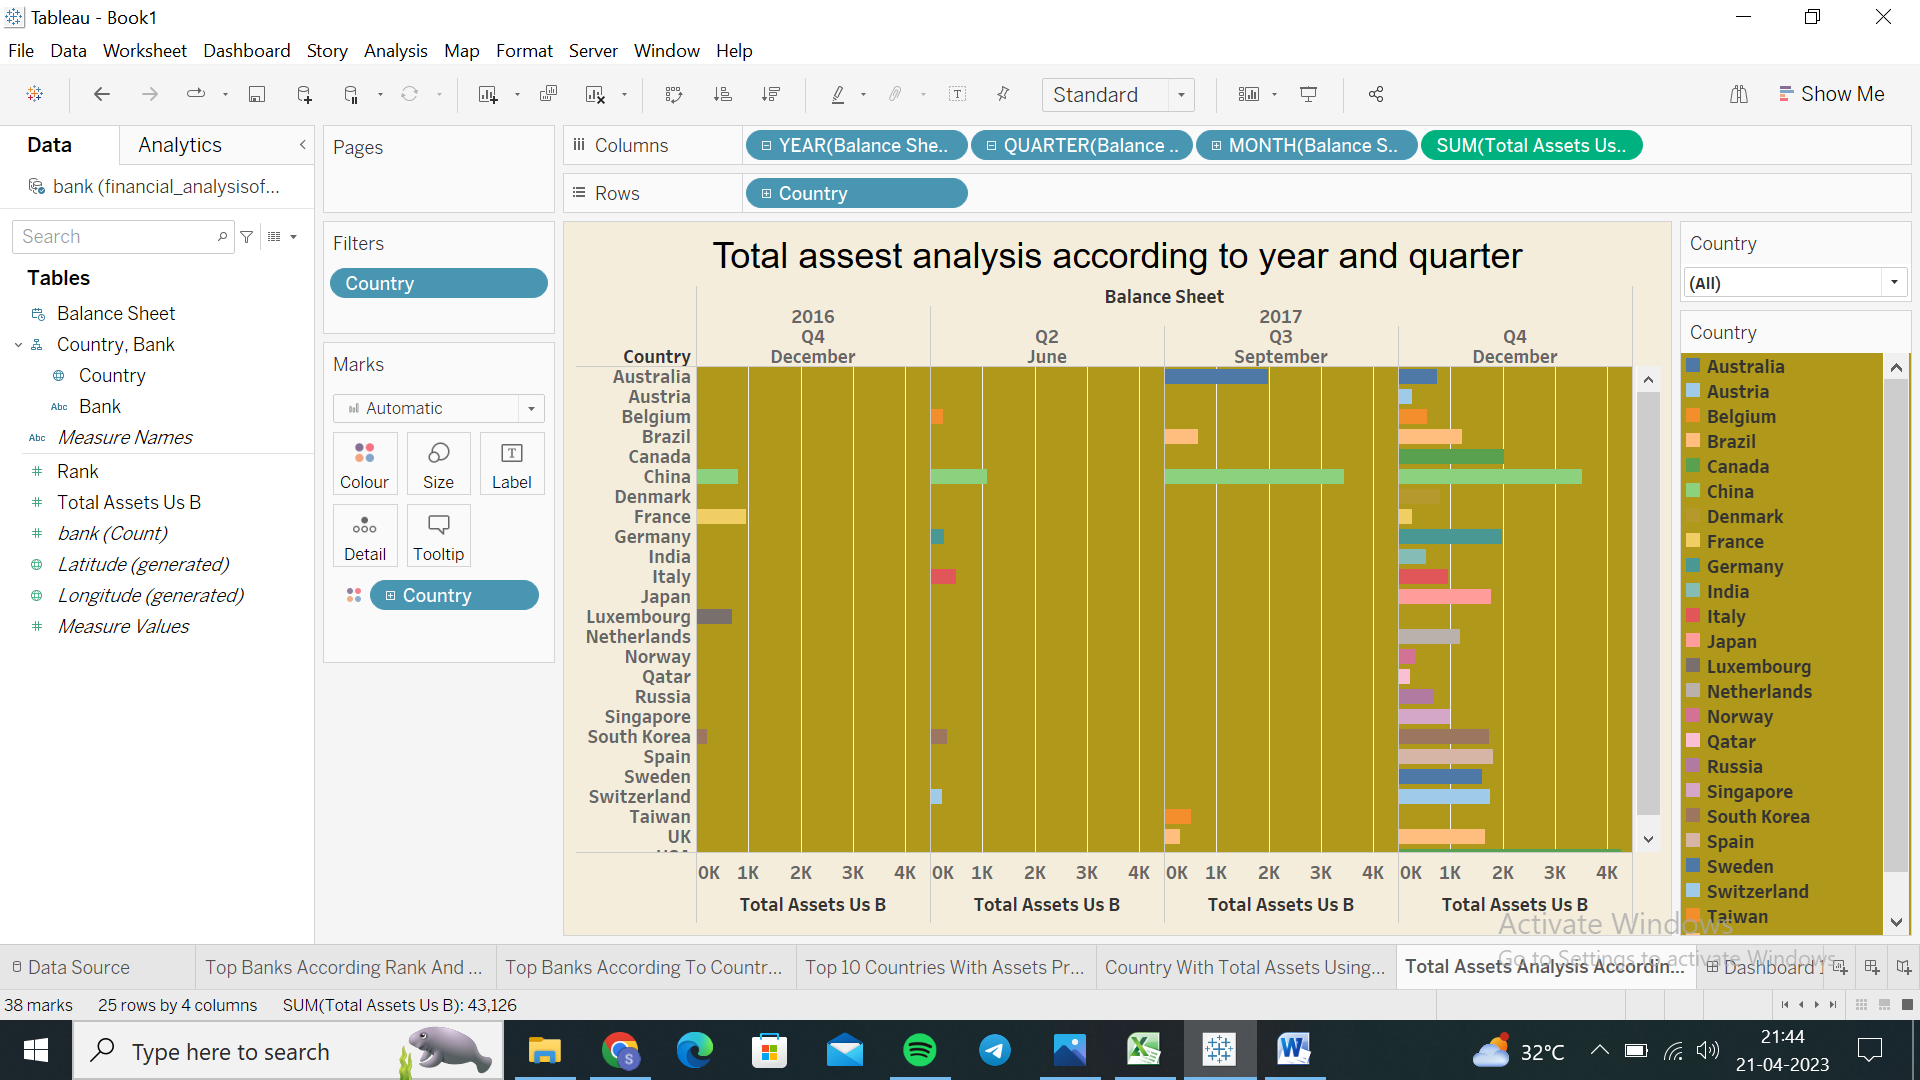 Tableau - Book1
File Data Worksheet Dashboard Story Analysis Map Format Server Window Help
Standard
Show Me
Data
Analytics
bank (financial_analysisof...
Search
Tables
Balance Sheet
Country, Bank
Country
Abc Bank
Abc Measure Names
Rank
Total Assets Us B
bank (Count)
Latitude (generated)
Longitude (generated)
Measure Values
Pages
Filters
Country
Marks
Automatic
Colour Size Label
Detail Tooltip
Country
Columns YEAR(Balance She.. QUARTER(Balance .. MONTH(Balance S.. SUM(Total Assets Us..
Rows Country
Total assest analysis according to year and quarter
Balance Sheet
2016 2017
Q4 Q2 Q3 Q4
Country December June September December
Australia
Austria
Belgium
Brazil
Canada
China
Denmark
France
Germany
India
Italy
Japan
Luxembourg
Netherlands
Norway
Qatar
Russia
Singapore
South Korea
Spain
Sweden
Switzerland
Taiwan
UK
0K 1K 2K 3K 4K 0K 1K 2K 3K 4K 0K 1K 2K 3K 4K 0K 1K 2K 3K 4K
Total Assets Us B Total Assets Us B Total Assets Us B Total Assets Us B
Country
(All)
Country
Australia
Austria
Belgium
Brazil
Canada
China
Denmark
France
Germany
India
Italy
Japan
Luxembourg
Netherlands
Norway
Qatar
Russia
Singapore
South Korea
Spain
Sweden
Switzerland
Taiwan
Activate Windows
Go to Settings to activate Windows.
Data Source
Top Banks According Rank And ...
Top Banks According To Countr...
Top 10 Countries With Assets Pr...
Country With Total Assets Using...
Total Assets Analysis Accordin...
Dashboard 1
38 marks 25 rows by 4 columns SUM(Total Assets Us B): 43,126
Type here to search
32°C
21:44
21-04-2023